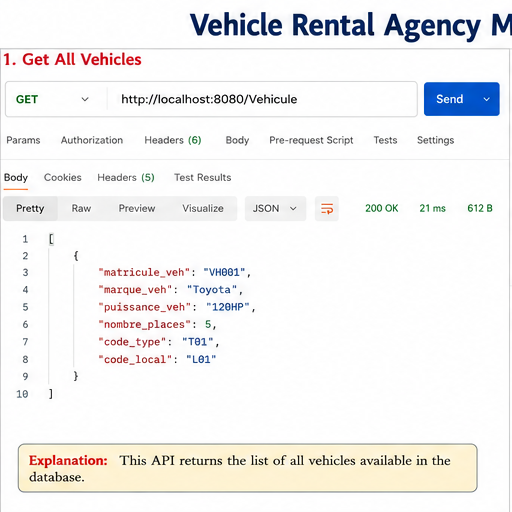 Vehicle Rental Agency M
1. Get All Vehicles
GET http://localhost:8080/Vehicule Send
Params Authorization Headers (6) Body Pre-request Script Tests Settings
Body Cookies Headers (5) Test Results
Pretty Raw Preview Visualize JSON 200 OK 21 ms 612 B
1 [
2 {
3 "matricule_veh": "VH001",
4 "marque_veh": "Toyota",
5 "puissance_veh": "120HP",
6 "nombre_places": 5,
7 "code_type": "T01",
8 "code_local": "L01"
9 }
10 ]
Explanation: This API returns the list of all vehicles available in the
database.